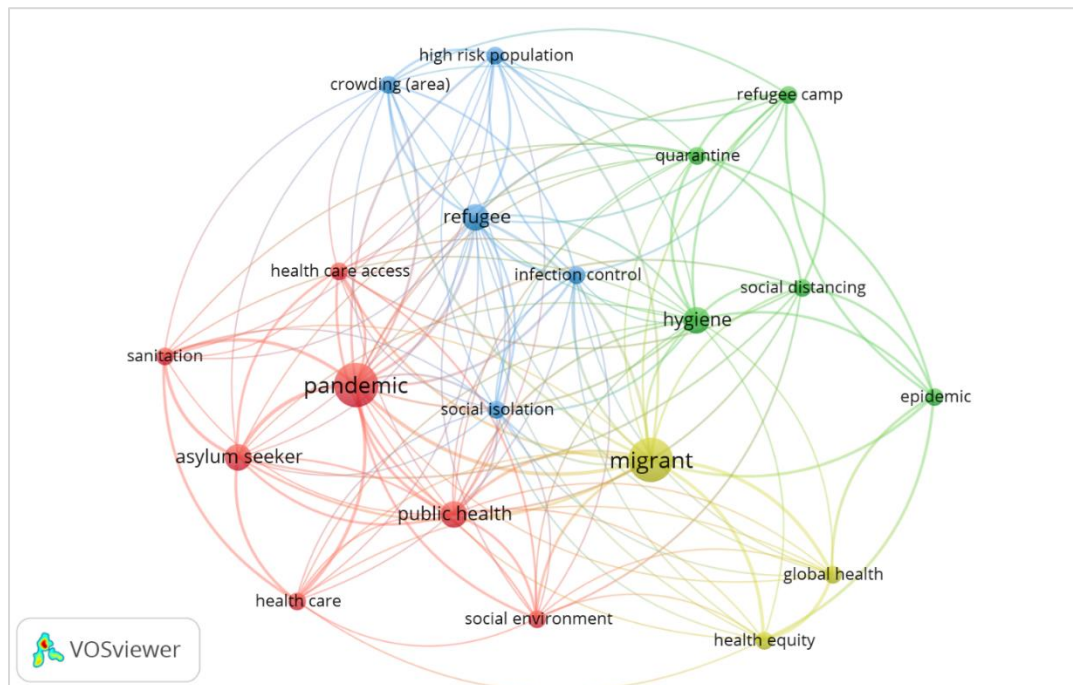 high risk population
crowding (area)
refugee camp
quarantine
refugee
health care access
infection control
social distancing
hygiene
sanitation
pandemic
epidemic
social isolation
asylum seeker
migrant
public health
global health
health care
social environment
health equity
VOSviewer